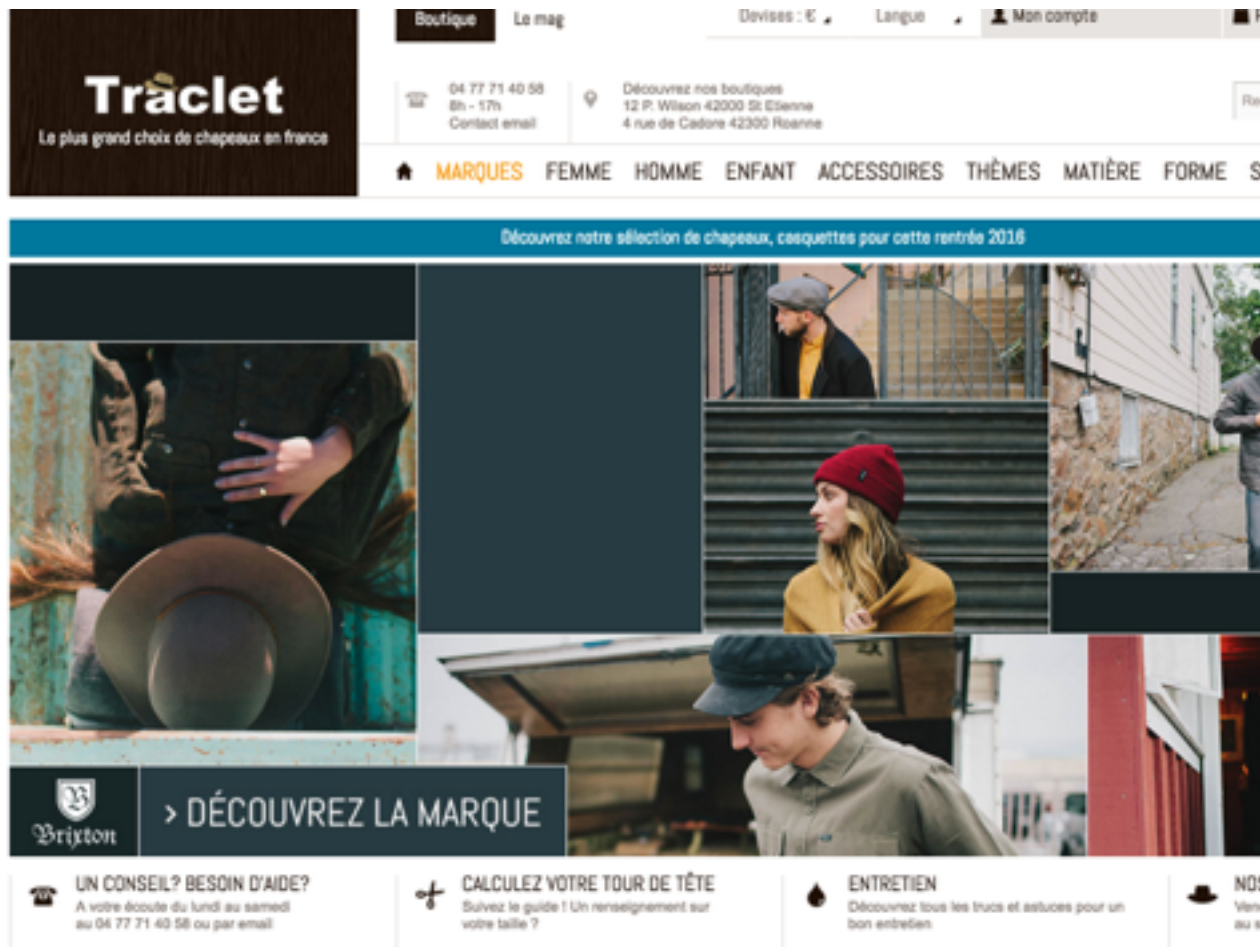 Boutique
Le mag
Devises : €
Langue
Mon compte
Traclet
Le plus grand choix de chapeaux en france
04 77 71 40 58
8h - 17h
Contact email
Découvrez nos boutiques
12 P. Wilson 42000 St Etienne
4 rue de Cadore 42300 Roanne
MARQUES FEMME HOMME ENFANT ACCESSOIRES THÈMES MATIÈRE FORME
Découvrez notre sélection de chapeaux, casquettes pour cette rentrée 2016
B
Brixton
> DÉCOUVREZ LA MARQUE
UN CONSEIL? BESOIN D'AIDE?
A votre écoute du lundi au samedi
au 04 77 71 40 58 ou par email
CALCULEZ VOTRE TOUR DE TÊTE
Suivez le guide ! Un renseignement sur
votre taille ?
ENTRETIEN
Découvrez tous les trucs et astuces pour un
bon entretien